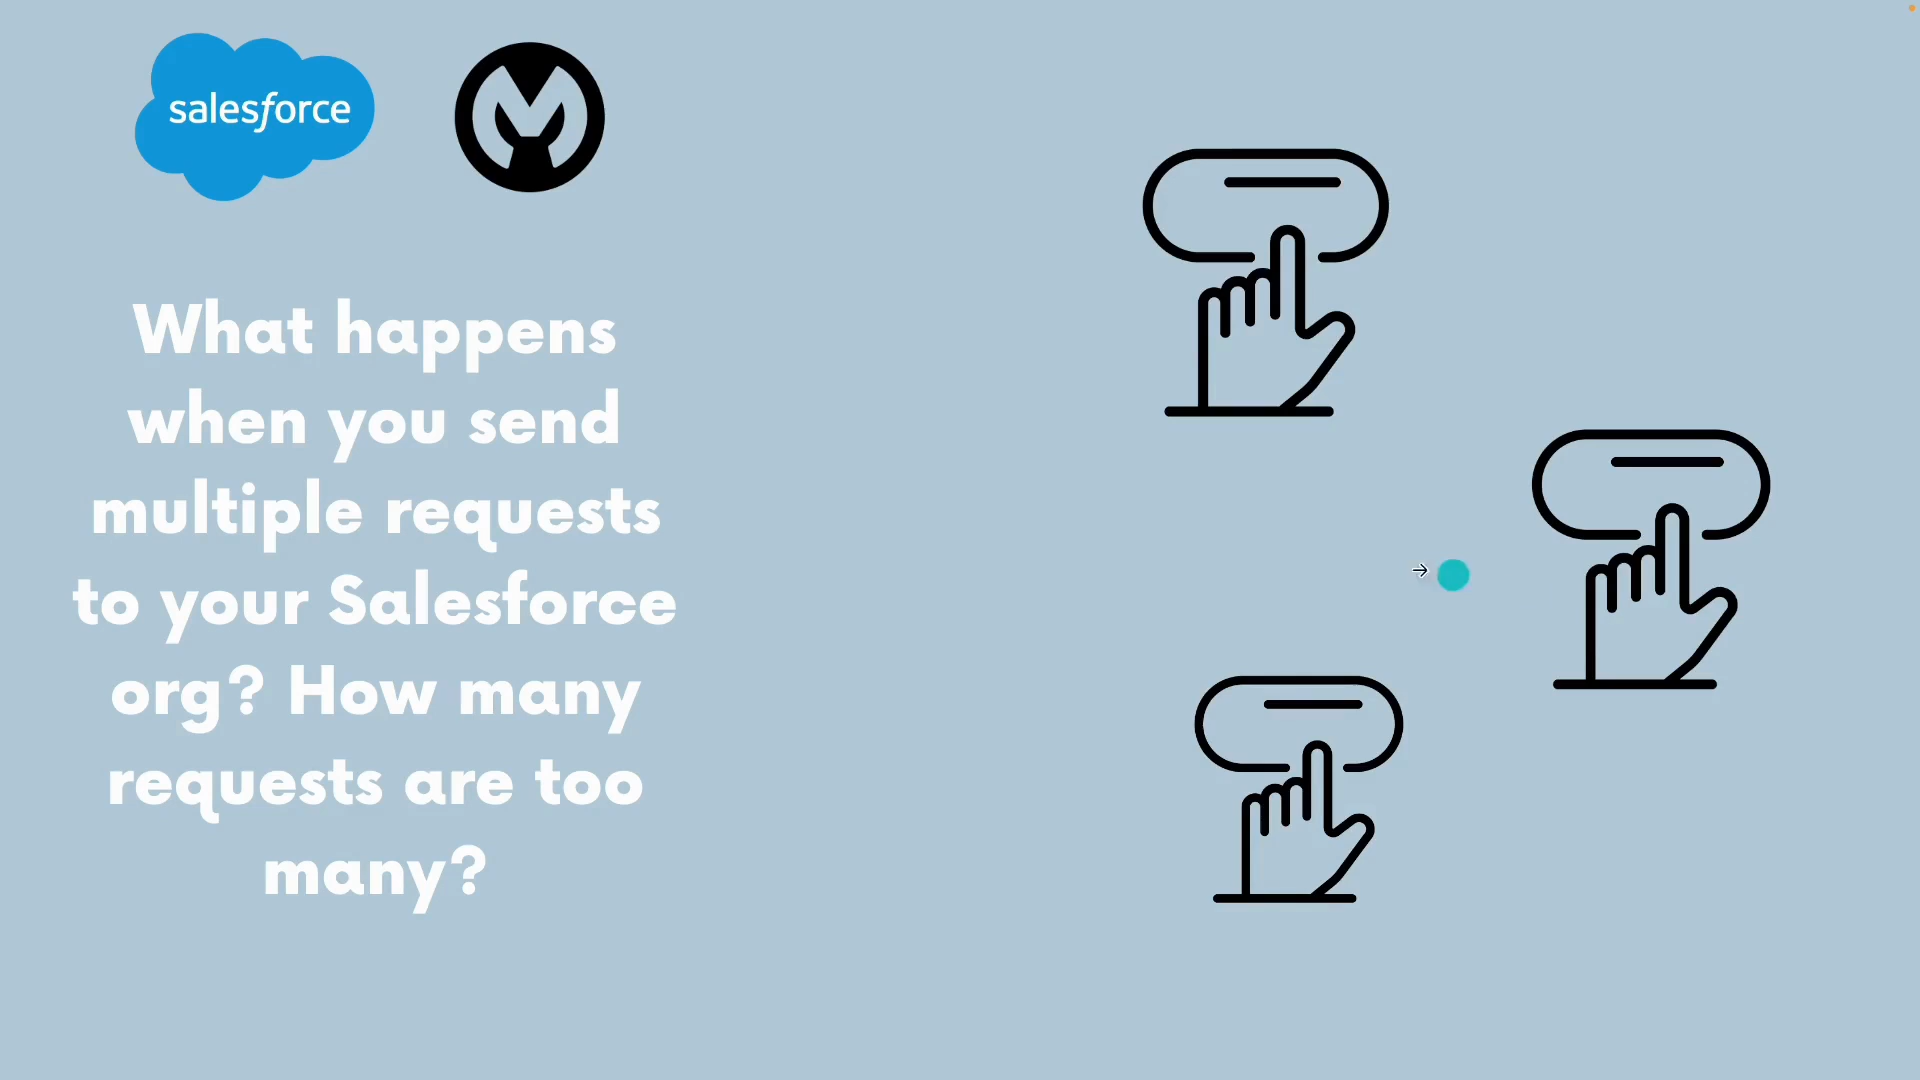 salesforce
What happens
when you send
multiple requests
to your Salesforce
org? How many
requests are too
many?